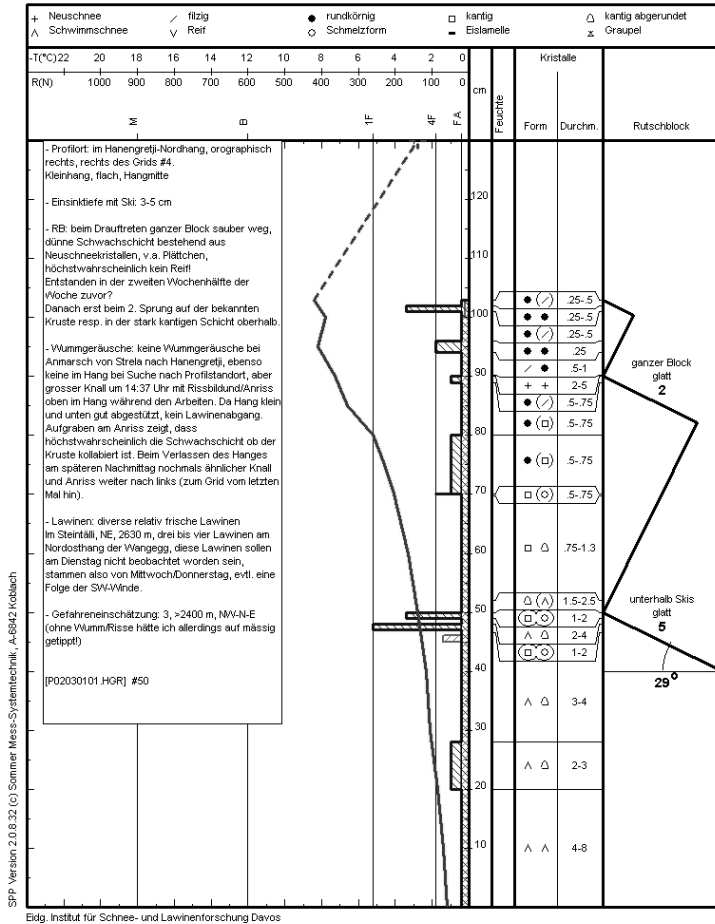 + Neuschnee / filzig ● rundkörnig □ kantig kantig abgerundet
∧ Schwimmschnee ∨ Reif ○ Schmelzform Eislamelle Graupel
-T(°C) 22 20 18 16 14 12 10 8 6 4 2 0
R(N) 1000 900 800 700 600 500 400 300 200 100 0
cm
Feuchte
Kristalle
Form Durchm. Rutschblock
M B 1F 4F FA
- Profilort: im Hanengretji-Nordhang, orographisch
rechts, rechts des Grids #4.
Kleinhang, flach, Hangmitte
- Einsinktiefe mit Ski: 3-5 cm
- RB: beim Drauftreten ganzer Block sauber weg,
dünne Schwachschicht bestehend aus
Neuschneekristallen, v.a. Plättchen,
höchstwahrscheinlich kein Reif!
Entstanden in der zweiten Wochenhälfte der
Woche zuvor?
Danach erst beim 2. Sprung auf der bekannten
Kruste resp. in der stark kantigen Schicht oberhalb.
- Wummgeräusche: keine Wummgeräusche bei
Anmarsch von Strela nach Hanengretji, ebenso
keine im Hang bei Suche nach Profilstandort, aber
grosser Knall um 14:37 Uhr mit Rissbildund/Anriss
oben im Hang während den Arbeiten. Da Hang klein
und unten gut abgestützt, kein Lawinenabgang.
Aufgraben am Anriss zeigt, dass
höchstwahrscheinlich die Schwachschicht ob der
Kruste kollabiert ist. Beim Verlassen des Hanges
am späteren Nachmittag nochmals ähnlicher Knall
und Anriss weiter nach links (zum Grid vom letzten
Mal hin).
- Lawinen: diverse relativ frische Lawinen
Im Steintälli, NE, 2630 m, drei bis vier Lawinen am
Nordosthang der Wangegg, diese Lawinen sollen
am Dienstag nicht beobachtet worden sein,
stammen also von Mittwoch/Donnerstag, evtl. eine
Folge der SW-Winde.
- Gefahreneinschätzung: 3, >2400 m, NW-N-E
(ohne Wumm/Risse hätte ich allerdings auf mässig
getippt!)
[P02030101.HGR] #50
120
110
100
90
80
70
60
50
40
30
20
10
● (/) .25-.5
● ● .25-.5
● (/) .25-.5
● ● .25
/ ● .5-1
+ + 2-5
● (/) .5-.75
● (□) .5-.75
● (□) .5-.75
□ (○) .5-.75
□ .75-1.3
(∧) 1.5-2.5
(□)(○) 1-2
∧ 2-4
(□)(○) 1-2
∧ 3-4
∧ 2-3
∧ ∧ 4-8
ganzer Block
glatt
2
unterhalb Skis
glatt
5
29°
SPP Version 2.0.8.32 (c) Sommer Mess-Systemtechnik, A-6842 Koblach
Eidg. Institut für Schnee- und Lawinenforschung Davos